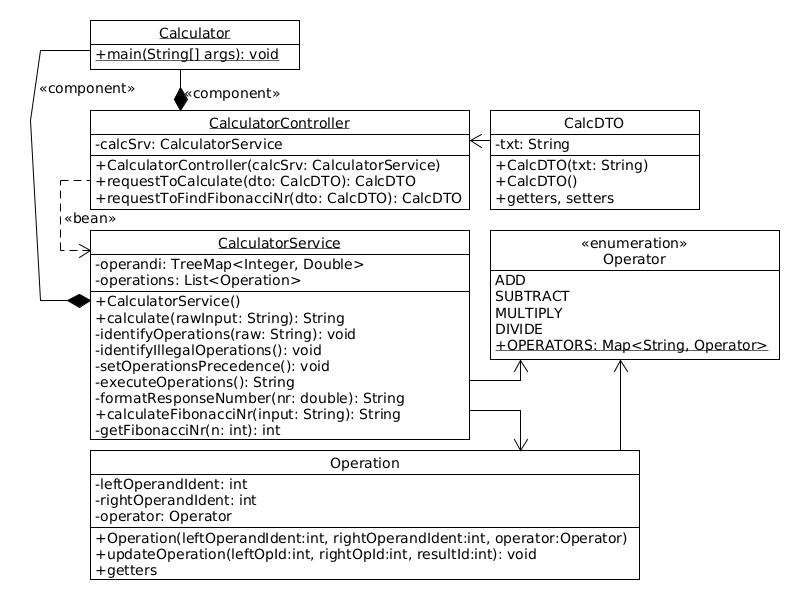 Calculator
+main(String[] args): void
«component»
«component»
CalculatorController
-calcSrv: CalculatorService
+CalculatorController(calcSrv: CalculatorService)
+requestToCalculate(dto: CalcDTO): CalcDTO
+requestToFindFibonacciNr(dto: CalcDTO): CalcDTO
CalcDTO
-txt: String
+CalcDTO(txt: String)
+CalcDTO()
+getters, setters
«bean»
CalculatorService
-operandi: TreeMap<Integer, Double>
-operations: List<Operation>
+CalculatorService()
+calculate(rawInput: String): String
-identifyOperations(raw: String): void
-identifyIllegalOperations(): void
-setOperationsPrecedence(): void
-executeOperations(): String
-formatResponseNumber(nr: double): String
+calculateFibonacciNr(input: String): String
-getFibonacciNr(n: int): int
«enumeration»
Operator
ADD
SUBTRACT
MULTIPLY
DIVIDE
+OPERATORS: Map<String, Operator>
Operation
-leftOperandIdent: int
-rightOperandIdent: int
-operator: Operator
+Operation(leftOperandIdent:int, rightOperandIdent:int, operator:Operator)
+updateOperation(leftOpId:int, rightOpId:int, resultId:int): void
+getters